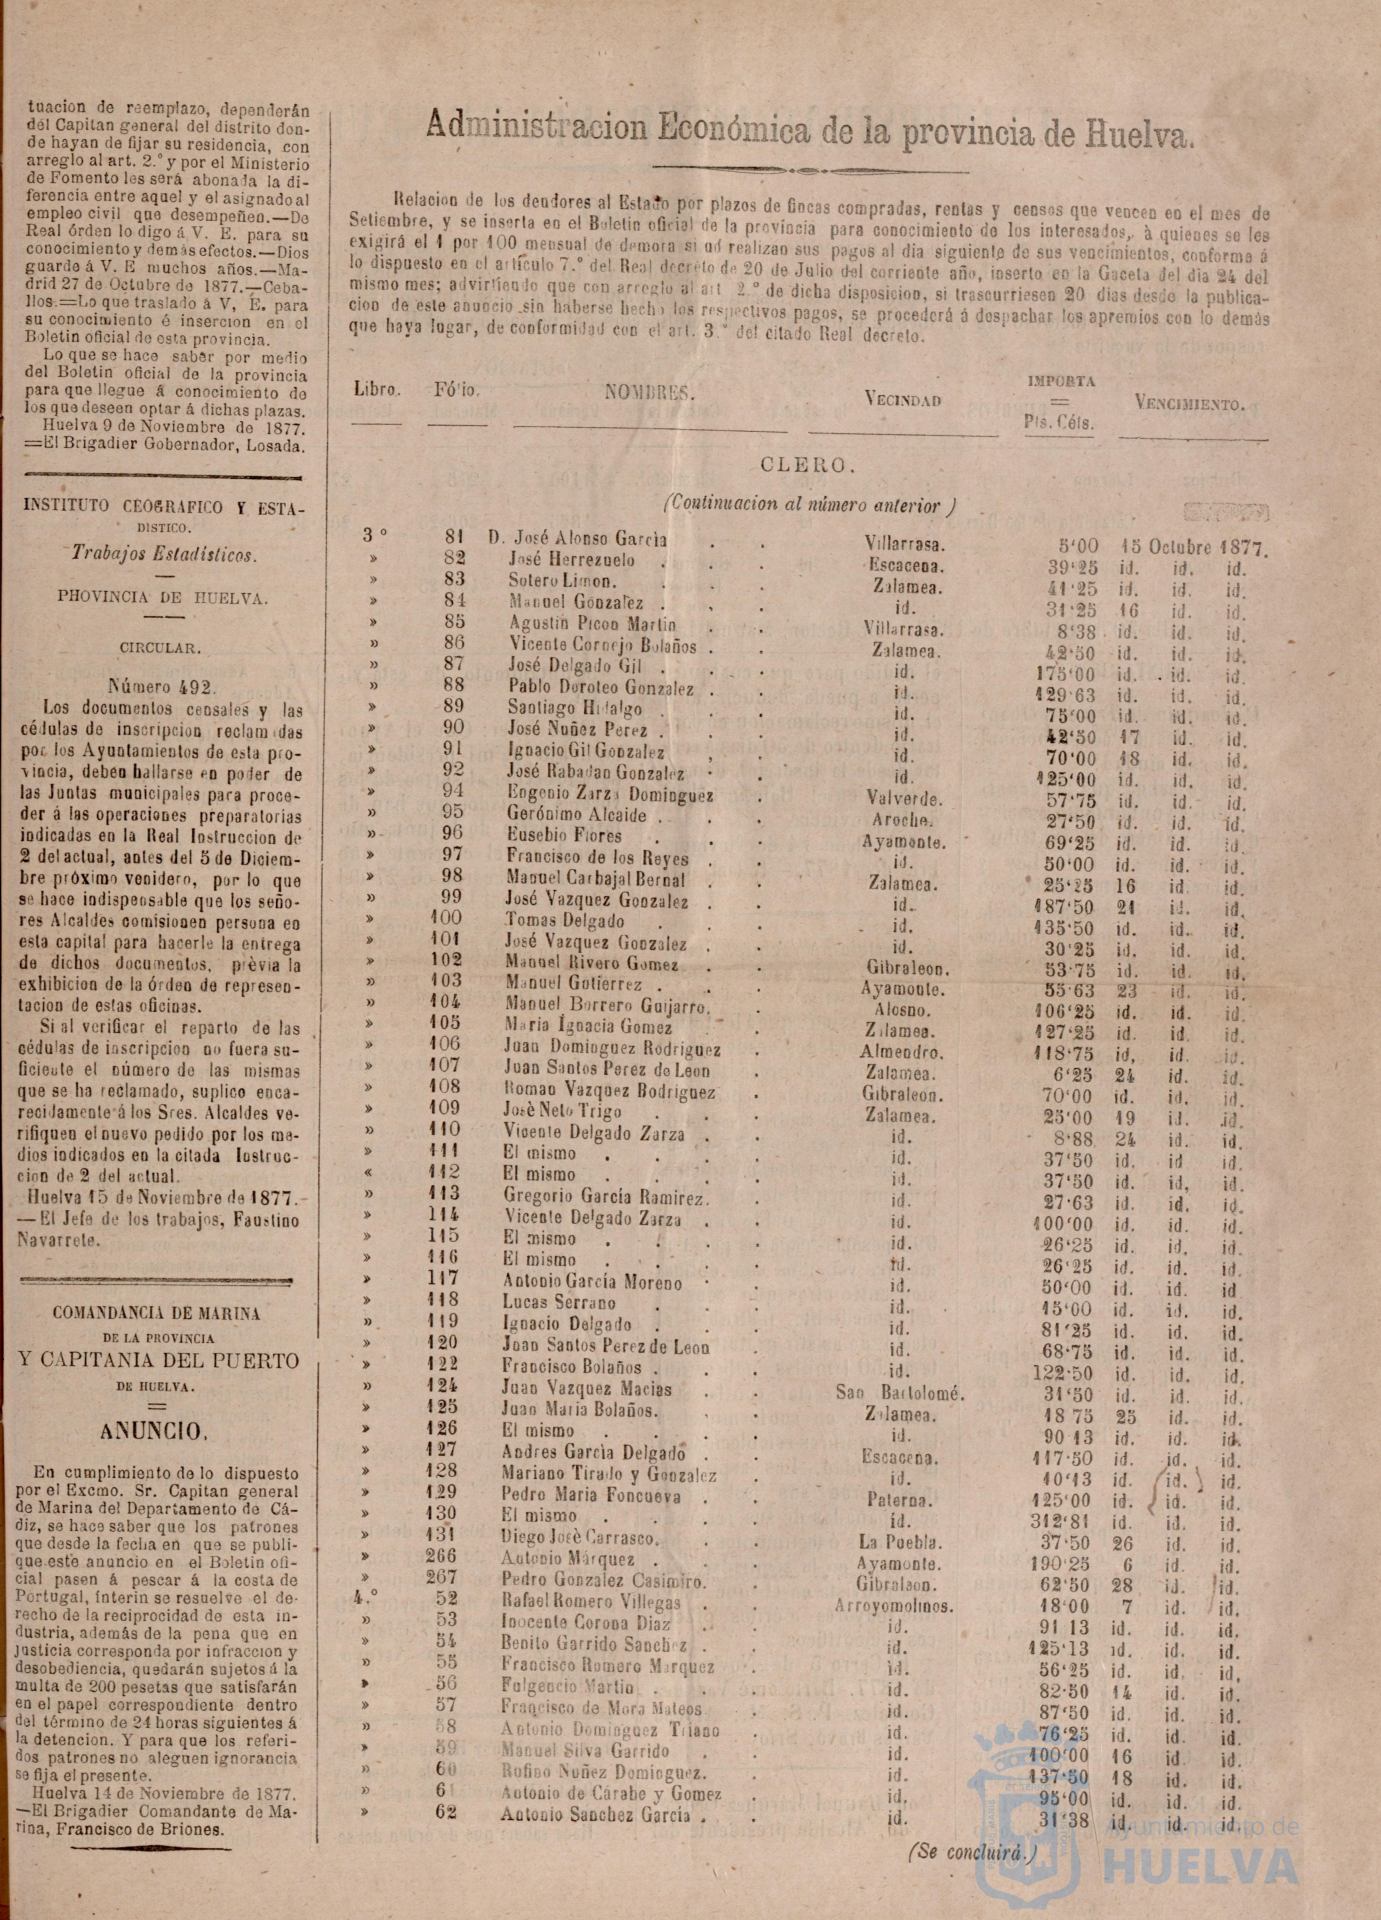 tuacion de reemplazo, dependerán
del Capitan general del distrito don-
de hayan de fijar su residencia, con
arreglo al art. 2.° y por el Ministerio
de Fomento les será abonada la di-
ferencia entre aquel y el asignado al
empleo civil que desempeñen.—De
Real órden lo digo á V. E. para su
conocimiento y demás efectos.—Dios
guarde á V. E muchos años.—Ma-
drid 27 de Octubre de 1877.—Ceba-
llos.=Lo que traslado á V, E. para
su conocimiento é insercion en el
Boletin oficial de esta provincia.
Lo que se hace saber por medio
del Boletin oficial de la provincia
para que llegue á conocimiento de
los que deseen optar á dichas plazas.
Huelva 9 de Noviembre de 1877.
=El Brigadier Gobernador, Losada.
INSTITUTO CEOGRAFICO Y ESTA-
DISTICO.
Trabajos Estadísticos.
PHOVINCIA DE HUELVA.
CIRCULAR.
Número 492.
Los documentos censales y las
cédulas de inscripcion reclamadas
por los Ayuntamientos de esta pro-
vincia, deben hallarse en poder de
las Juntas municipales para proce-
der á las operaciones preparatorias
indicadas en la Real Instruccion de
2 del actual, antes del 5 de Diciem-
bre próximo venidero, por lo que
se hace indispensable que los seño-
res Alcaldes comisionen persona en
esta capital para hacerle la entrega
de dichos documentos, prèvia la
exhibicion de la órden de represen-
tacion de estas oficinas.
Si al verificar el reparto de las
cédulas de inscripcion no fuera su-
ficiente el número de las mismas
que se ha reclamado, suplico enca-
recidamente á los Sres. Alcaldes ve-
rifiquen el nuevo pedido por los me-
dios indicados en la citada Instruc-
cion de 2 del actual.
Huelva 15 de Noviembre de 1877.
—El Jefe de los trabajos, Faustino
Navarrete.
COMANDANCIA DE MARINA
DE LA PROVINCIA
Y CAPITANIA DEL PUERTO
DE HUELVA.
ANUNCIO.
En cumplimiento de lo dispuesto
por el Excmo. Sr. Capitan general
de Marina del Departamento de Cá-
diz, se hace saber que los patrones
que desde la fecha en que se publi-
que este anuncio en el Boletin ofi-
cial pasen á pescar á la costa de
Portugal, ínterin se resuelve el de-
recho de la reciprocidad de esta in-
dustria, además de la pena que en
justicia corresponda por infraccion y
desobediencia, quedarán sujetos á la
multa de 200 pesetas que satisfarán
en el papel correspondiente dentro
del término de 24 horas siguientes á
la detencion. Y para que los referi-
dos patrones no aleguen ignorancia
se fija el presente.
Huelva 14 de Noviembre de 1877.
—El Brigadier Comandante de Ma-
rina, Francisco de Briones.
Administracion Económica de la provincia de Huelva.
Relacion de los deudores al Estado por plazos de fincas compradas, rentas y censos que vencen en el mes de
Setiembre, y se inserta en el Boletin oficial de la provincia para conocimiento de los interesados, à quienes se les
exigirá el 1 por 100 mensual de demora si no realizan sus pagos al dia siguiente de sus vencimientos, conforme á
lo dispuesto en el artículo 7.° del Real decreto de 20 de Julio del corriente año, inserto en la Gaceta del dia 24 del
mismo mes; advirtiendo que con arreglo al art 2.° de dicha disposicion, si trascurriesen 20 dias desde la publica-
cion de este anuncio sin haberse hecho los respectivos pagos, se procederá á despachar los apremios con lo demás
que haya lugar, de conformidad con el art. 3.° del citado Real decreto.
Libro. Fólio. NOMBRES. VECINDAD IMPORTA = Pts. Céts. VENCIMIENTO.
CLERO.
(Continuacion al número anterior)
3° 81 D. José Alonso Garcìa . . Villarrasa. 5'00 15 Octubre 1877.
» 82 José Herrezuelo . . . Escacena. 39'25 id. id. id.
» 83 Sotero Limon. . . . Zalamea. 41'25 id. id. id.
» 84 Manuel Gonzalez . . . id. 31'25 16 id. id.
» 85 Agustin Picon Martin . . Villarrasa. 8'38 id. id. id.
» 86 Vicente Cornejo Bolaños . . Zalamea. 42'50 id. id. id.
» 87 José Delgado Gil . . . id. 175'00 id. id. id.
» 88 Pablo Doroteo Gonzalez . . id. 129'63 id. id. id.
» 89 Santiago Hidalgo . . . id. 75'00 id. id. id.
» 90 José Nuñez Perez . . . id. 42'50 17 id. id.
» 91 Ignacio Gil Gonzalez , . id. 70'00 18 id. id.
» 92 José Rabadan Gonzalez . . id. 125'00 id. id. id.
» 94 Eugenio Zarza Dominguez . Valverde. 57'75 id. id. id.
» 95 Gerónimo Alcaide . . . Aroche. 27'50 id. id. id.
» 96 Eusebio Flores . . . Ayamonte. 69'25 id. id. id.
» 97 Francisco de los Reyes . . id. 50'00 id. id. id.
» 98 Manuel Carbajal Bernal . . Zalamea. 25'25 16 id. id.
» 99 José Vazquez Gonzalez . . id. 187'50 21 id. id.
» 100 Tomas Delgado . . . id. 135'50 id. id. id.
» 101 José Vazquez Gonzalez . . id. 30'25 id. id. id.
» 102 Manuel Rivero Gomez . . Gibraleon. 53'75 id. id. id.
» 103 Manuel Gutierrez . . . Ayamonte. 55'63 23 id. id.
» 104 Manuel Borrero Guijarro. . Alosno. 106'25 id. id. id.
» 105 Maria Ignacia Gomez . . Zalamea. 127'25 id. id. id.
» 106 Juan Dominguez Rodriguez . Almendro. 118'75 id, id. id.
» 107 Juan Santos Perez de Leon . Zalamea. 6'25 24 id. id.
» 108 Roman Vazquez Rodriguez . Gibraleon. 70'00 id. id. id.
» 109 Josè Neto Trigo . . . Zalamea. 25'00 19 id. id.
» 110 Vicente Delgado Zarza . . id. 8'88 24 id. id.
» 111 El mismo . . . . id. 37'50 id. id id.
« 112 El mismo . . . . id. 37'50 id. id. id.
» 113 Gregorio García Ramirez. . id. 27'63 id. id. id.
» 114 Vicente Delgado Zarza . . id. 100'00 id. id. id.
» 115 El mismo . . . . id. 26'25 id. id. id.
» 116 El mismo . . . . id. 26'25 id. id. id.
» 117 Antonio García Moreno . . id. 50'00 id. id. id
» 118 Lucas Serrano . . . id. 15'00 id. id. id.
» 119 Ignacio Delgado . . . id. 81'25 id. id. id.
» 120 Juan Santos Perez de Leon . id. 68'75 id. id. id.
» 122 Francisco Bolaños . . . id. 122'50 id. id. id.
» 124 Juan Vazquez Macias . . San Bartolomé. 31'50 id. id. id.
» 125 Juan Maria Bolaños. . . Zalamea. 18 75 25 id. id.
» 126 El mismo . . . . id. 90 13 id. id. id.
» 127 Andres Garcìa Delgado . . Escacena. 117'50 id. id. id.
» 128 Mariano Tirado y Gonzalez . id. 10'13 id. id. id.
» 129 Pedro Maria Foncueva . . Paterna. 125'00 id. id. id.
» 130 El mismo . . . . id. 312'81 id. id. id.
» 131 Diego Josè Carrasco. . . La Puebla. 37'50 26 id. id.
» 266 Antonio Márquez . . . Ayamonte. 190'25 6 id. id.
» 267 Pedro Gonzalez Casimiro. . Gibralaon. 62'50 28 id. id.
4.° 52 Rafael Romero Villegas . . Arroyomolinos. 18'00 7 id. id.
» 53 Inocente Corona Diaz . . id. 91 13 id. id. id.
» 54 Benito Garrido Sanchez . . id. 125'13 id. id. id.
» 55 Francisco Romero Marquez . id. 56'25 id. id. id.
» 56 Fulgencio Martin . . . id. 82'50 14 id. id.
» 57 Francisco de Mora Mateos . id. 87'50 id. id. id.
» 58 Antonio Dominguez Triano . id. 76'25 id. id. id.
» 59 Manuel Silva Garrido . . id. 100'00 16 id. id.
» 60 Rufino Nuñez Dominguez. . id. 137'50 18 id. id.
» 61 Antonio de Cárabe y Gomez . id. 95'00 id. id. id.
» 62 Antonio Sanchez García . . id. 31'38 id. id. id.
(Se concluirá.)
Ayuntamiento de
HUELVA